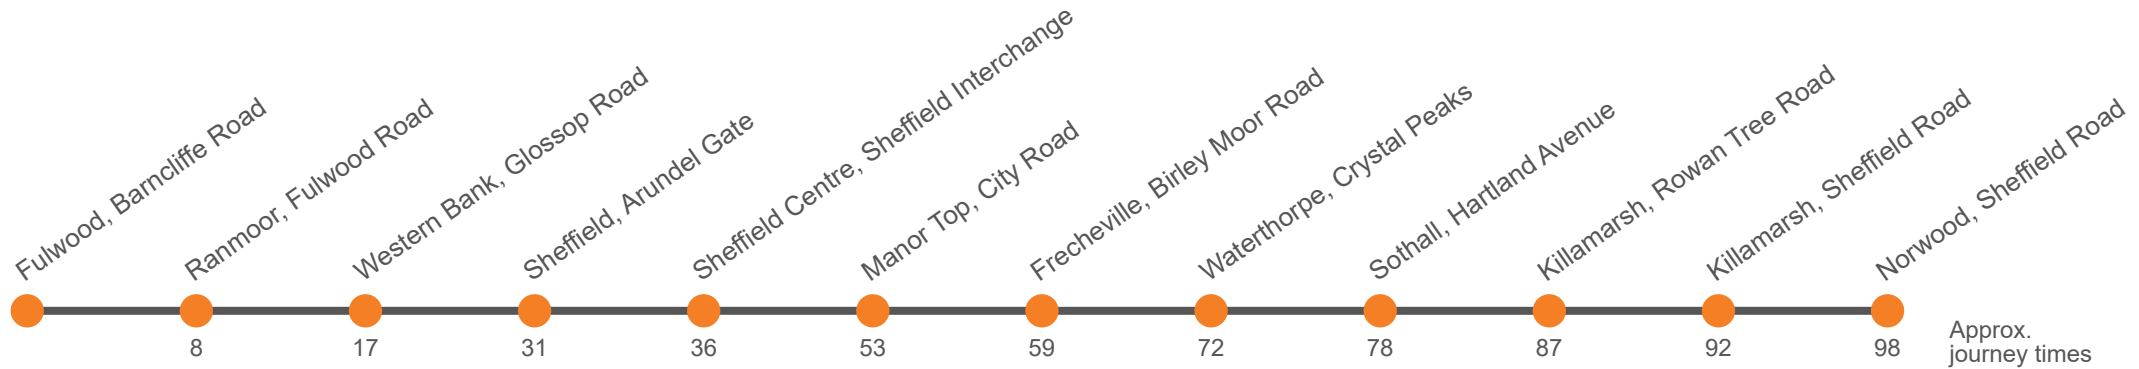 Fulwood, Barncliffe Road
Ranmoor, Fulwood Road
Western Bank, Glossop Road
Sheffield, Arundel Gate
Sheffield Centre, Sheffield Interchange
Manor Top, City Road
Frecheville, Birley Moor Road
Waterthorpe, Crystal Peaks
Sothall, Hartland Avenue
Killamarsh, Rowan Tree Road
Killamarsh, Sheffield Road
Norwood, Sheffield Road
8 17 31 36 53 59 72 78 87 92 98
Approx.
journey times